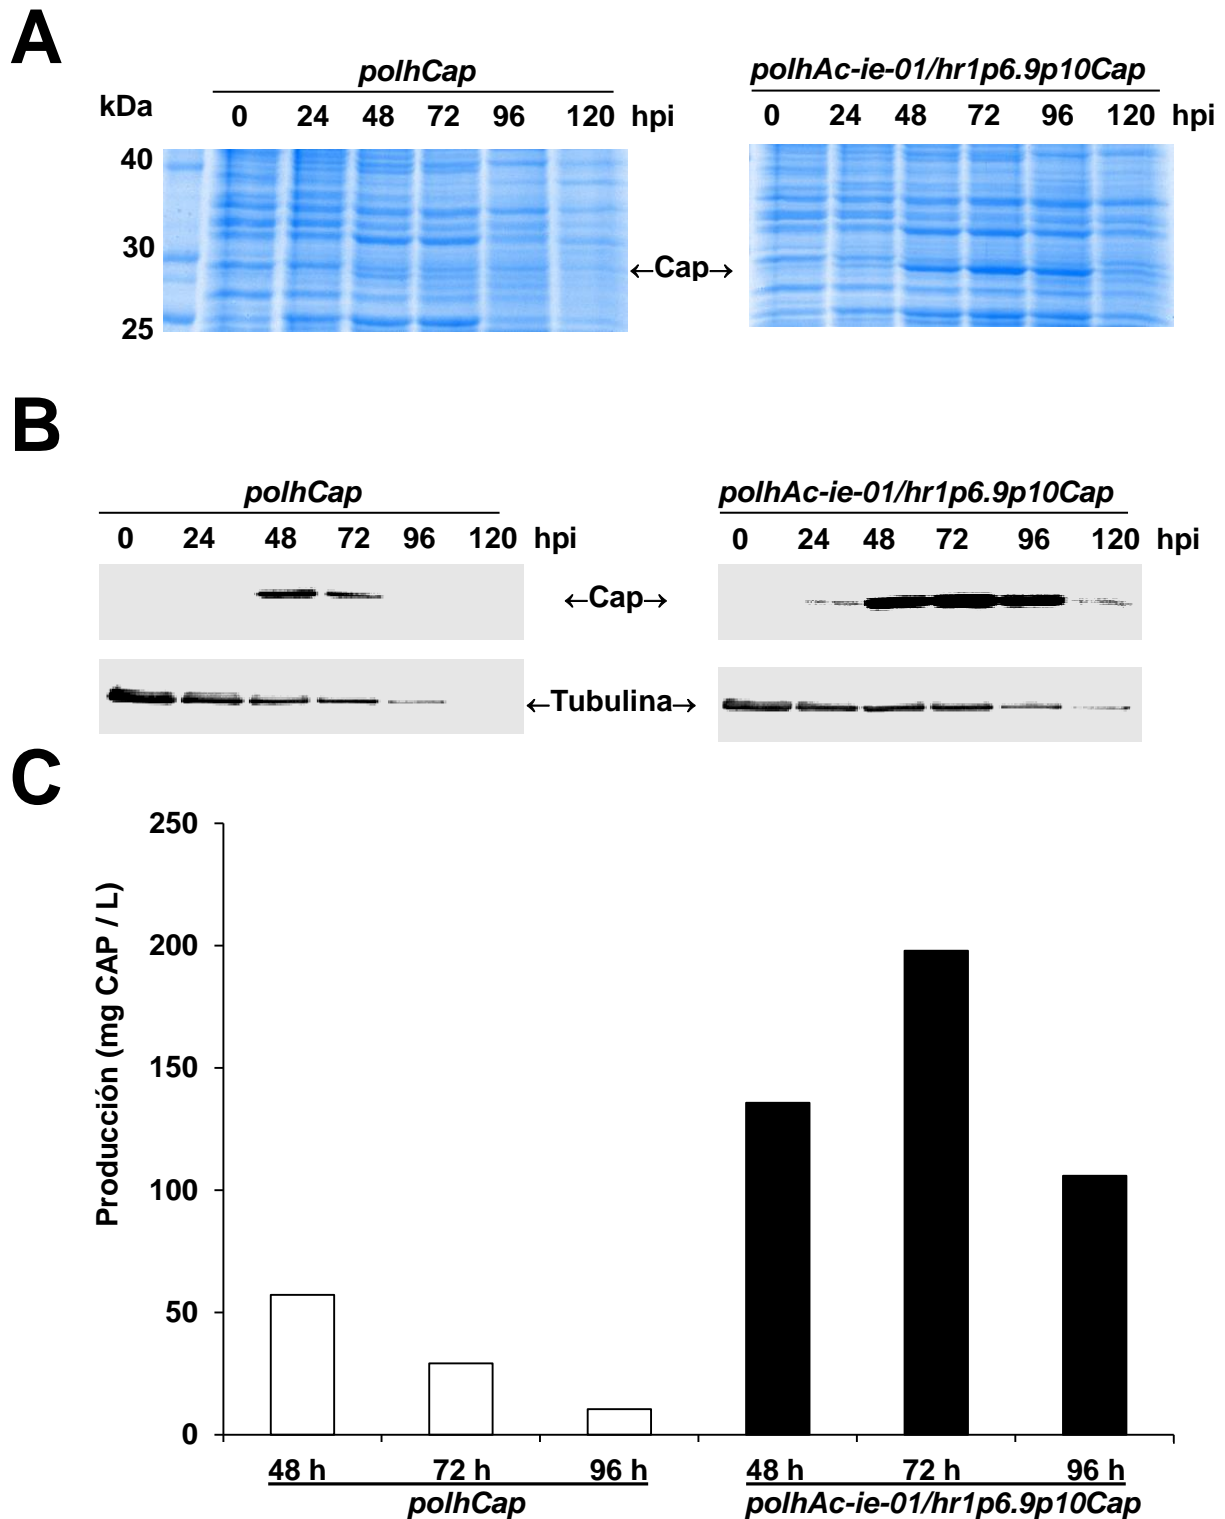 A
polhCap
polhAc-ie-01/hr1p6.9p10Cap
kDa
0 24 48 72 96 120 hpi
0 24 48 72 96 120 hpi
40
30
25
←Cap→
B
polhCap
polhAc-ie-01/hr1p6.9p10Cap
0 24 48 72 96 120 hpi
0 24 48 72 96 120 hpi
←Cap→
←Tubulina→
C
Producción (mg CAP / L)
250
200
150
100
50
0
48 h 72 h 96 h 48 h 72 h 96 h
polhCap
polhAc-ie-01/hr1p6.9p10Cap